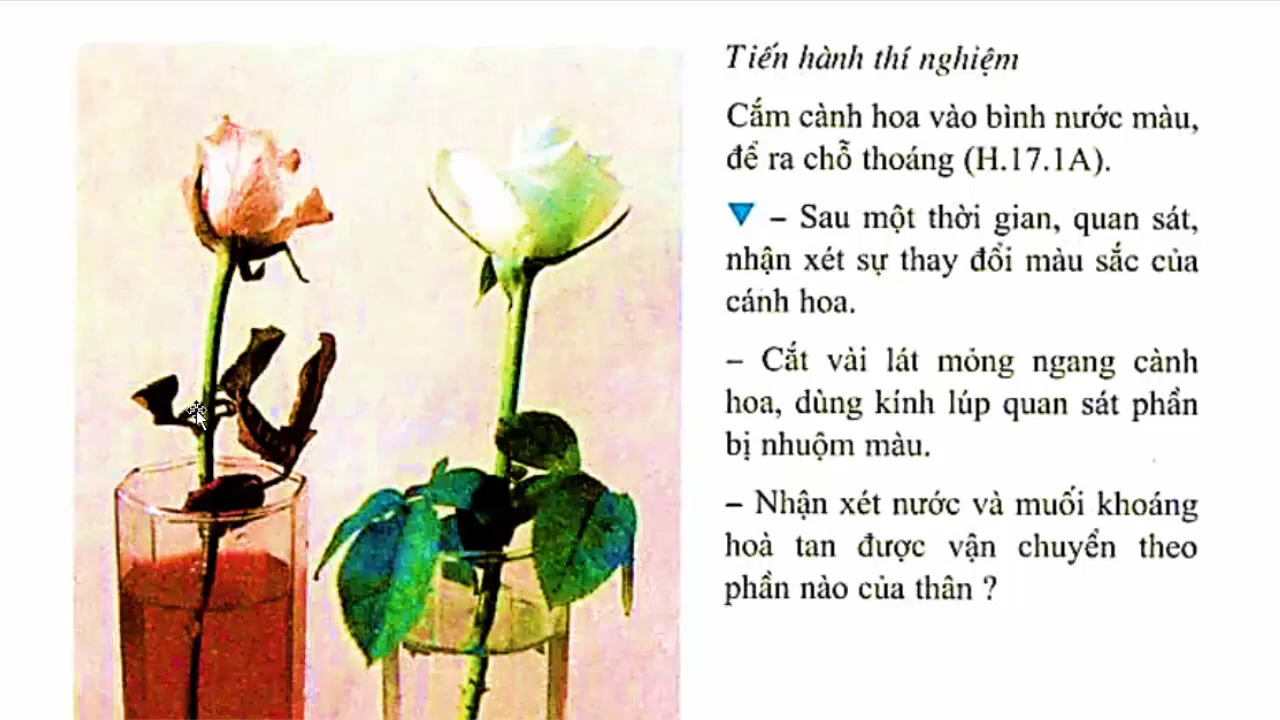 Tiến hành thí nghiệm
Cắm cành hoa vào bình nước màu,
để ra chỗ thoáng (H.17.1A).
– Sau một thời gian, quan sát,
nhận xét sự thay đổi màu sắc của
cánh hoa.
– Cắt vài lát mỏng ngang cành
hoa, dùng kính lúp quan sát phần
bị nhuộm màu.
– Nhận xét nước và muối khoáng
hoà tan được vận chuyển theo
phần nào của thân ?